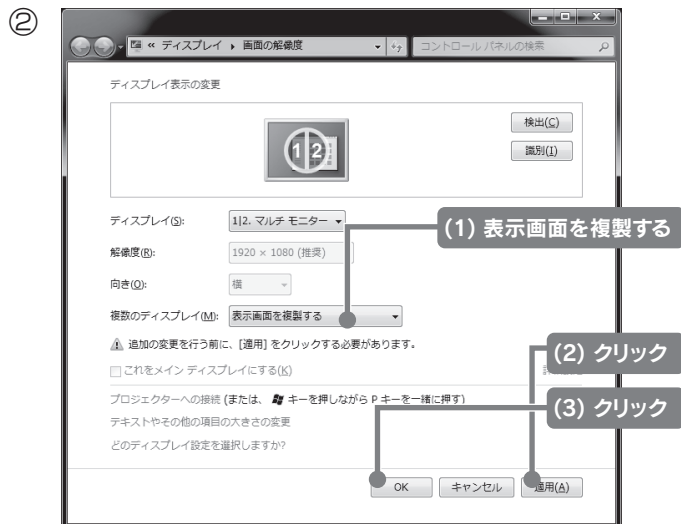 ②
« ディスプレイ ▸ 画面の解像度
コントロール パネルの検索
ディスプレイ表示の変更
1 2
検出(C)
識別(I)
ディスプレイ(S):
1|2. マルチ モニター
(1) 表示画面を複製する
解像度(R):
1920 × 1080 (推奨)
向き(O):
横
複数のディスプレイ(M):
表示画面を複製する
追加の変更を行う前に、[適用] をクリックする必要があります。
(2) クリック
これをメイン ディスプレイにする(K)
プロジェクターへの接続 (または、 キーを押しながら P キーを一緒に押す)
(3) クリック
テキストやその他の項目の大きさの変更
どのディスプレイ設定を選択しますか?
OK
キャンセル
適用(A)